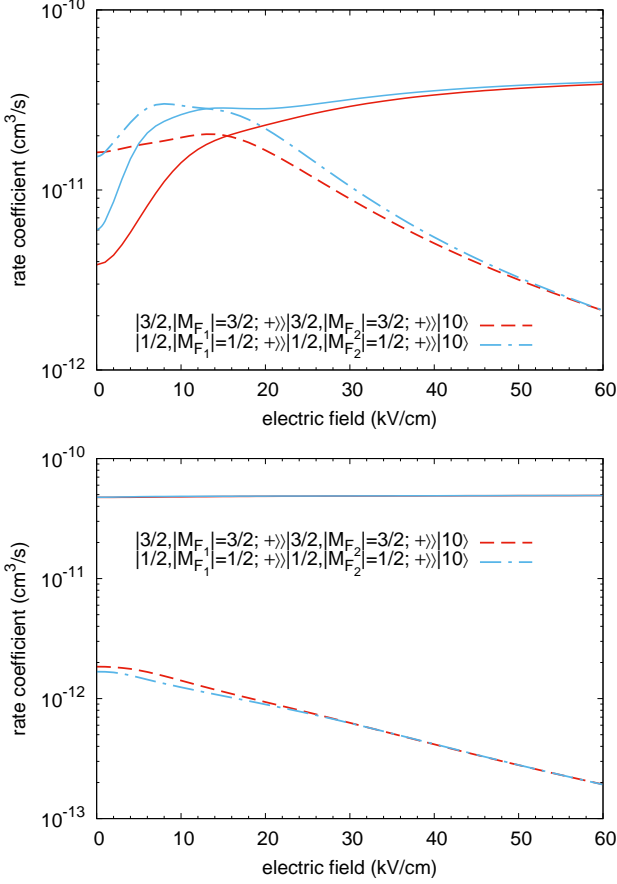 10⁻¹⁰
10⁻¹¹
10⁻¹²
rate coefficient (cm³/s)
|3/2,|M_F₁|=3/2; +⟩⟩|3/2,|M_F₂|=3/2; +⟩⟩|10⟩
|1/2,|M_F₁|=1/2; +⟩⟩|1/2,|M_F₂|=1/2; +⟩⟩|10⟩
0 10 20 30 40 50 60
electric field (kV/cm)
10⁻¹⁰
10⁻¹¹
10⁻¹²
10⁻¹³
rate coefficient (cm³/s)
|3/2,|M_F₁|=3/2; +⟩⟩|3/2,|M_F₂|=3/2; +⟩⟩|10⟩
|1/2,|M_F₁|=1/2; +⟩⟩|1/2,|M_F₂|=1/2; +⟩⟩|10⟩
0 10 20 30 40 50 60
electric field (kV/cm)